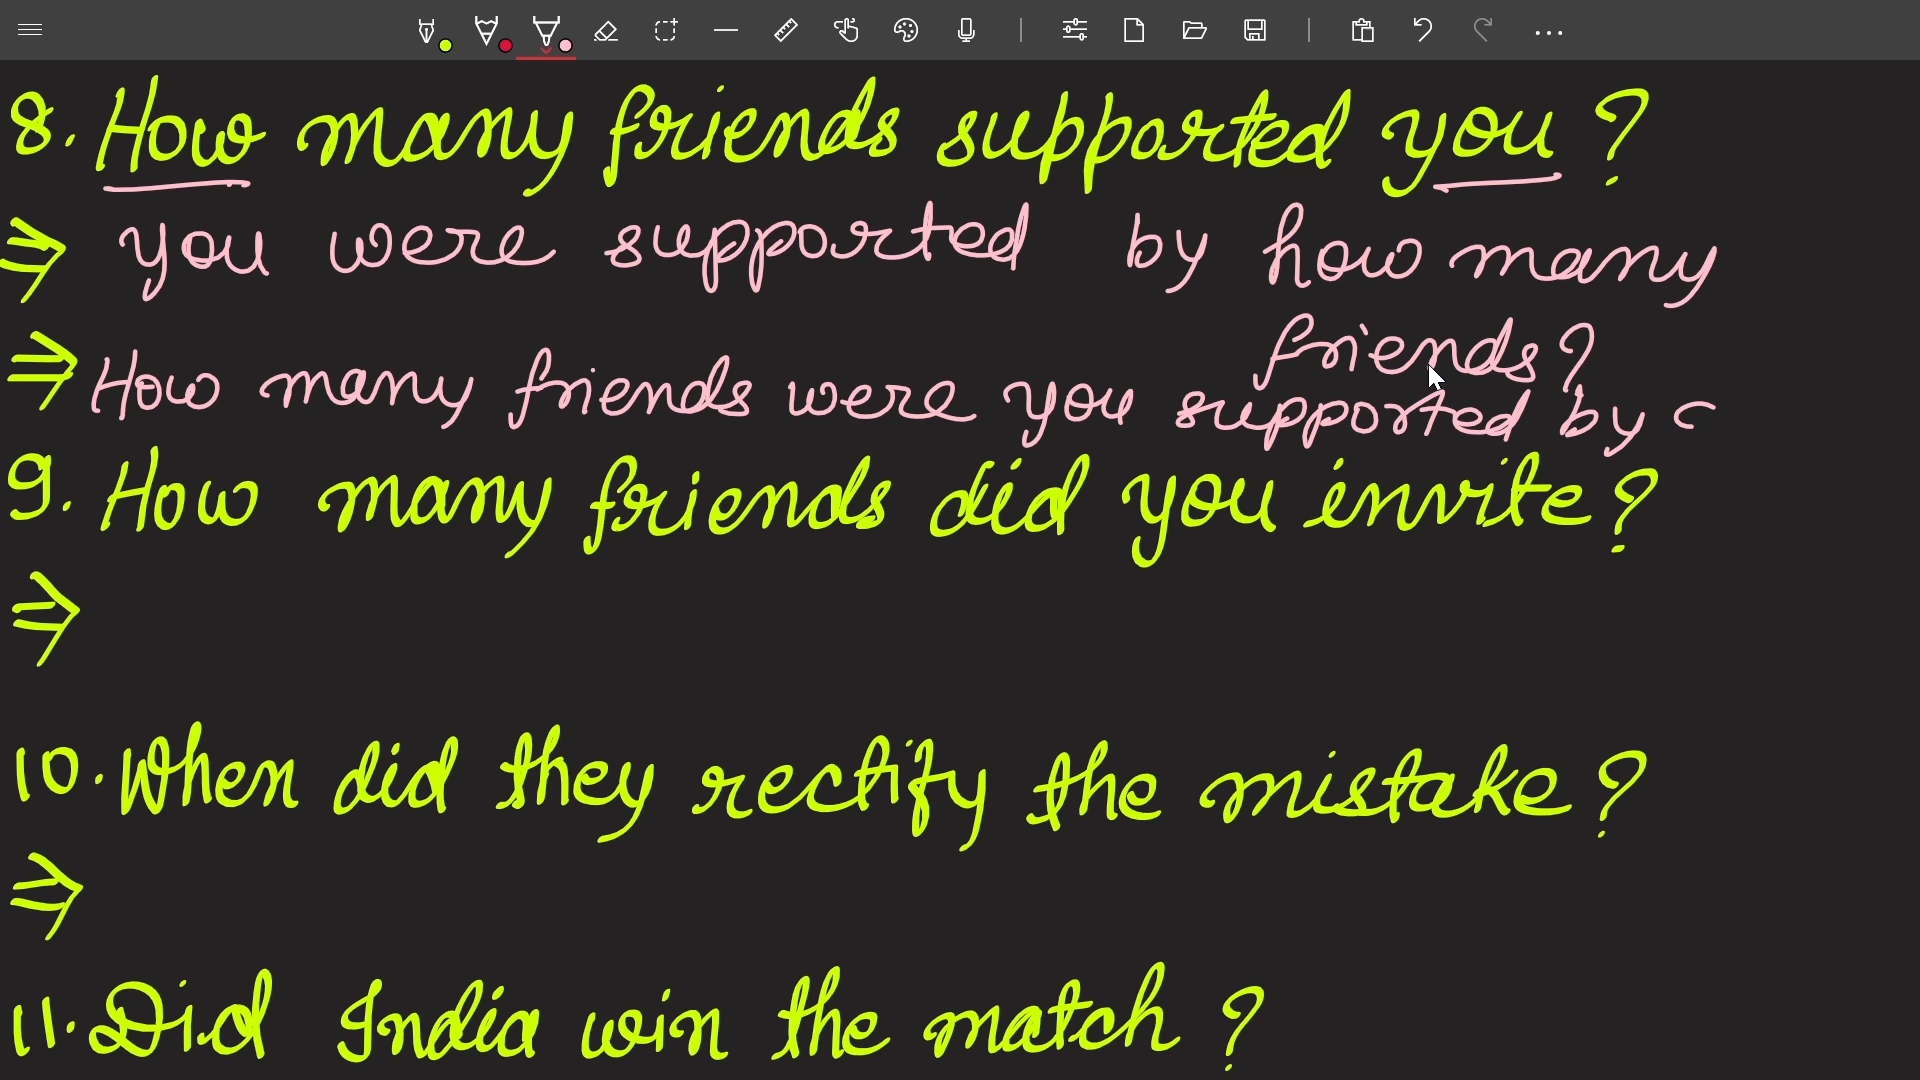 8. How many friends supported you ?
⇒ you were supported by how many
friends?
⇒ How many friends were you supported by
9. How many friends did you invite?
⇒
10. When did they rectify the mistake ?
⇒
11. Did India win the match ?